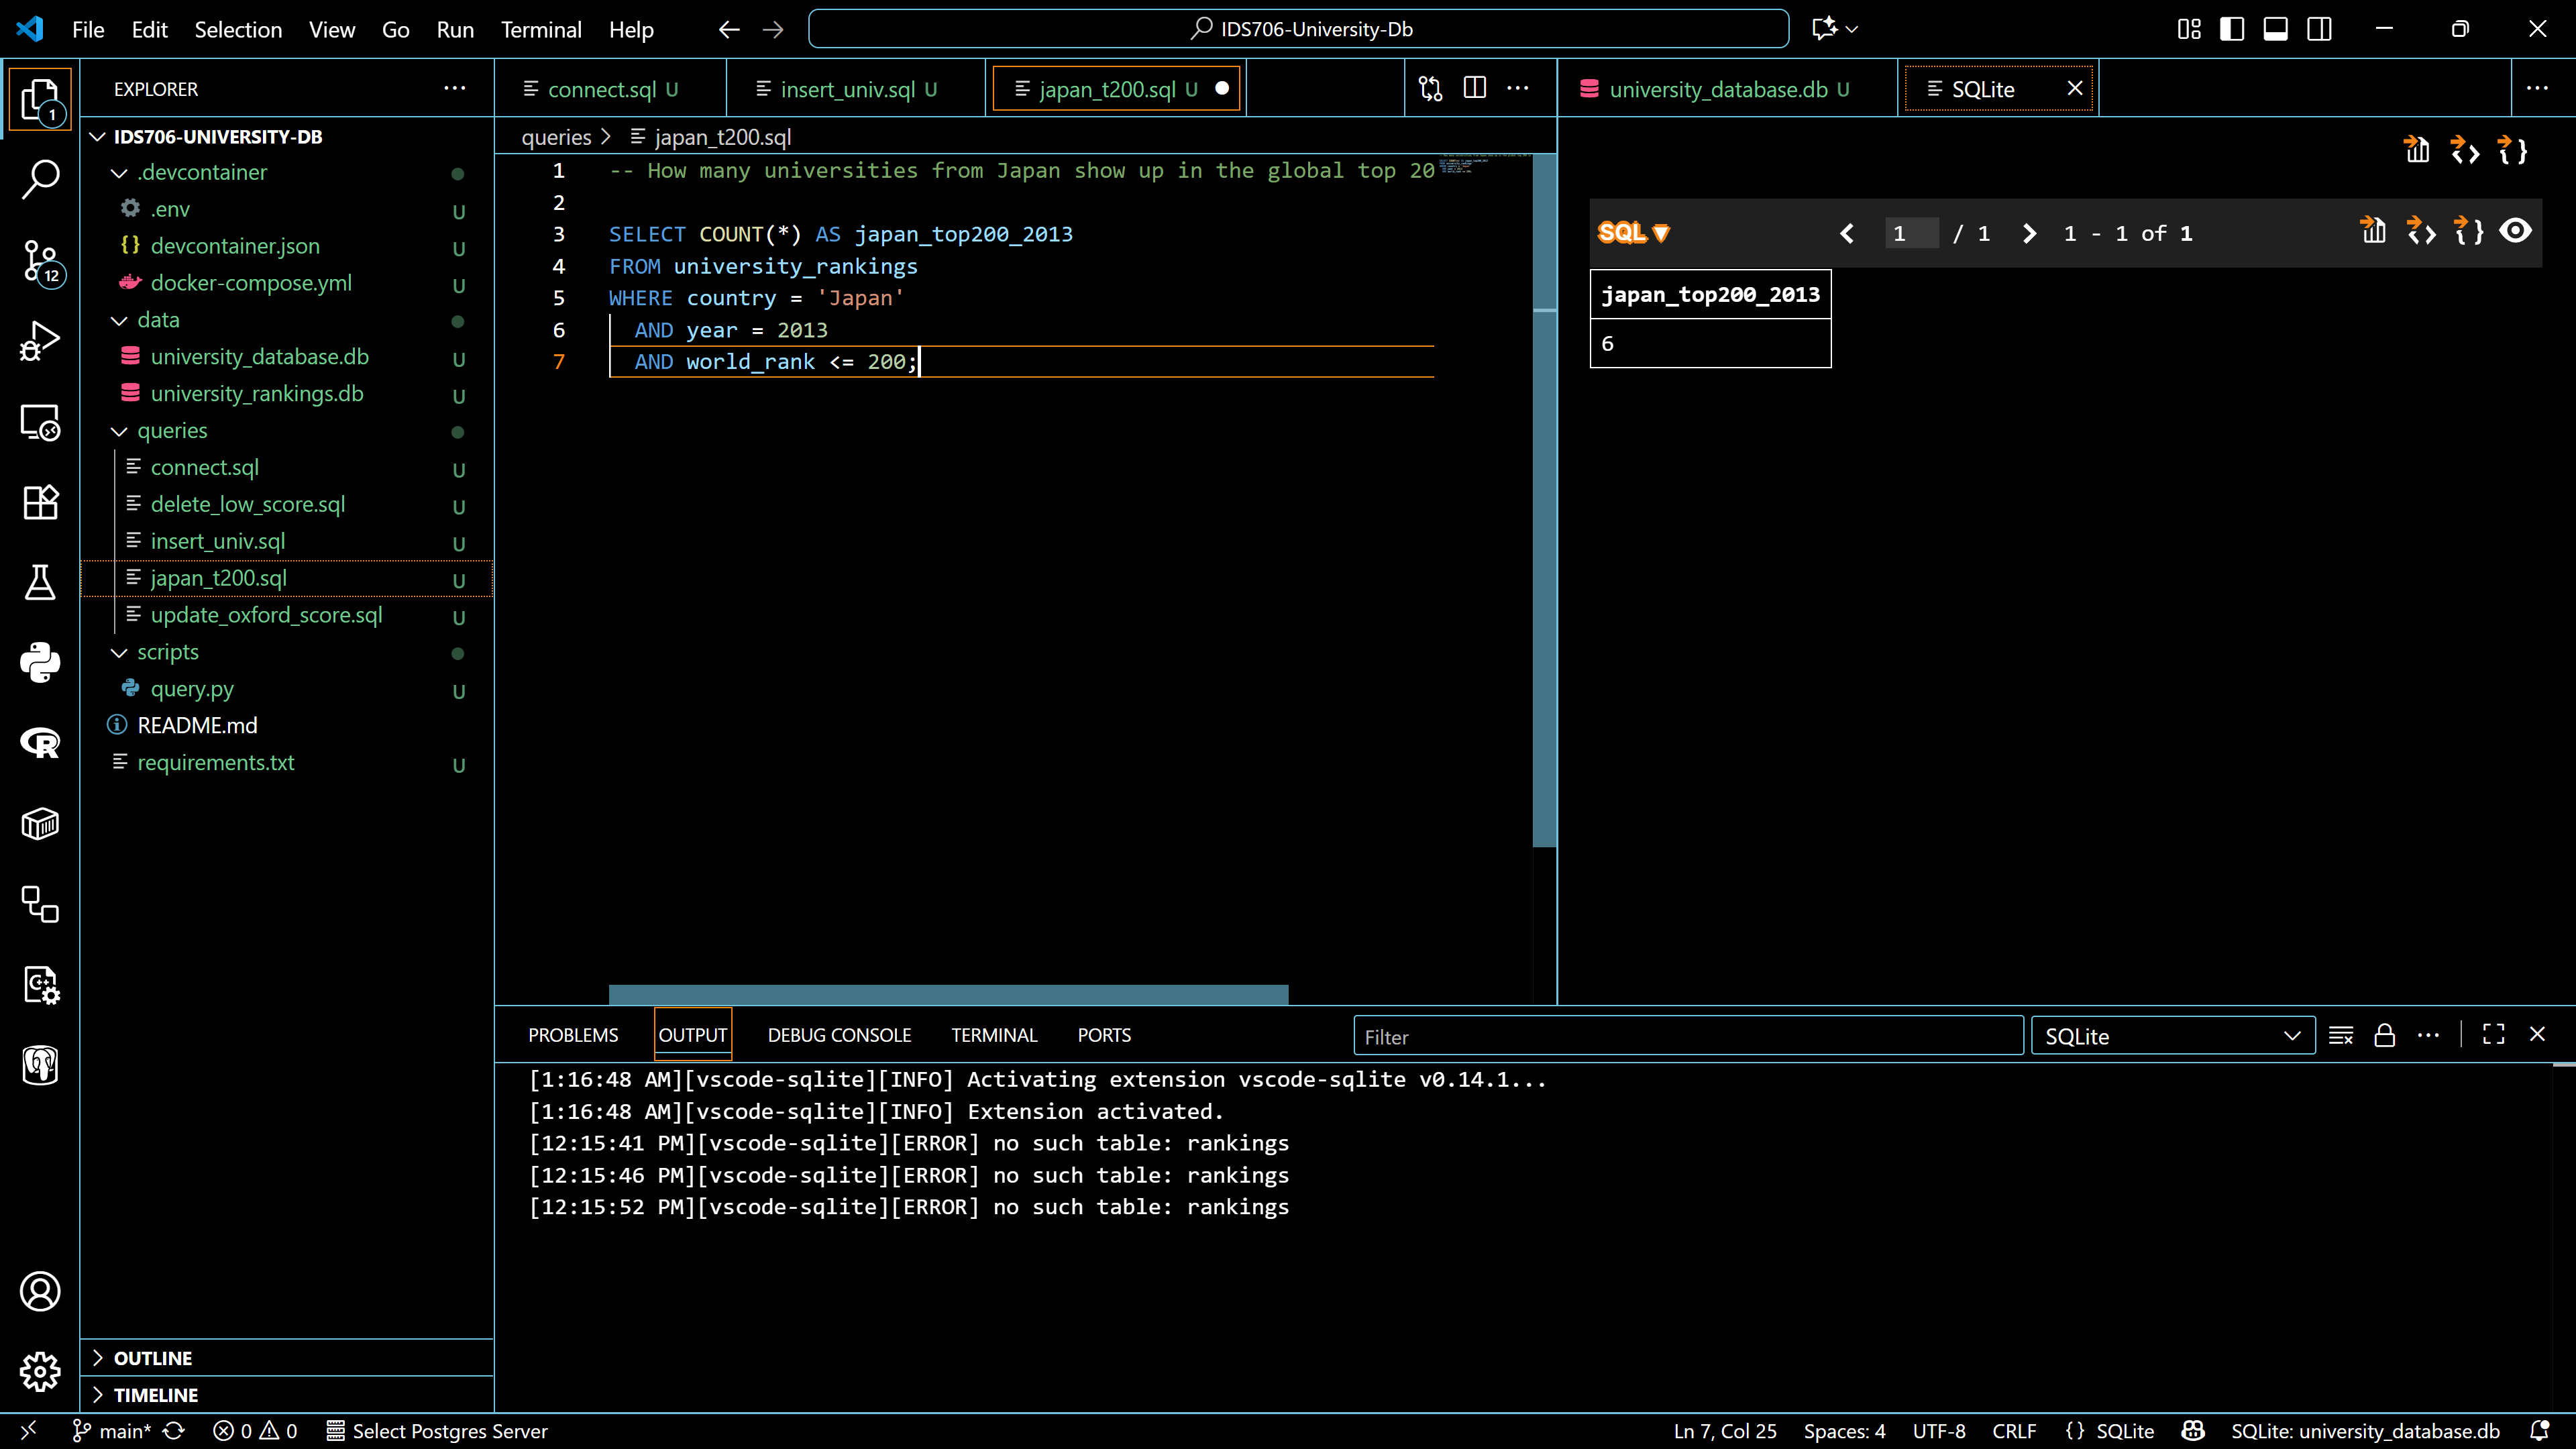 File Edit Selection View Go Run Terminal Help
IDS706-University-Db
EXPLORER
IDS706-UNIVERSITY-DB
.devcontainer
.env U
devcontainer.json U
docker-compose.yml U
data
university_database.db U
university_rankings.db U
queries
connect.sql U
delete_low_score.sql U
insert_univ.sql U
japan_t200.sql U
update_oxford_score.sql U
scripts
query.py U
README.md
requirements.txt U
OUTLINE
TIMELINE
1
12
connect.sql U
insert_univ.sql U
japan_t200.sql U
queries > japan_t200.sql
1 -- How many universities from Japan show up in the global top 20
2
3 SELECT COUNT(*) AS japan_top200_2013
4 FROM university_rankings
5 WHERE country = 'Japan'
6 AND year = 2013
7 AND world_rank <= 200;
university_database.db U
SQLite
SQL
1 / 1
1 - 1 of 1
japan_top200_2013
6
PROBLEMS OUTPUT DEBUG CONSOLE TERMINAL PORTS
Filter
SQLite
[1:16:48 AM][vscode-sqlite][INFO] Activating extension vscode-sqlite v0.14.1...
[1:16:48 AM][vscode-sqlite][INFO] Extension activated.
[12:15:41 PM][vscode-sqlite][ERROR] no such table: rankings
[12:15:46 PM][vscode-sqlite][ERROR] no such table: rankings
[12:15:52 PM][vscode-sqlite][ERROR] no such table: rankings
main* 0 0 Select Postgres Server
Ln 7, Col 25 Spaces: 4 UTF-8 CRLF {} SQLite SQLite: university_database.db